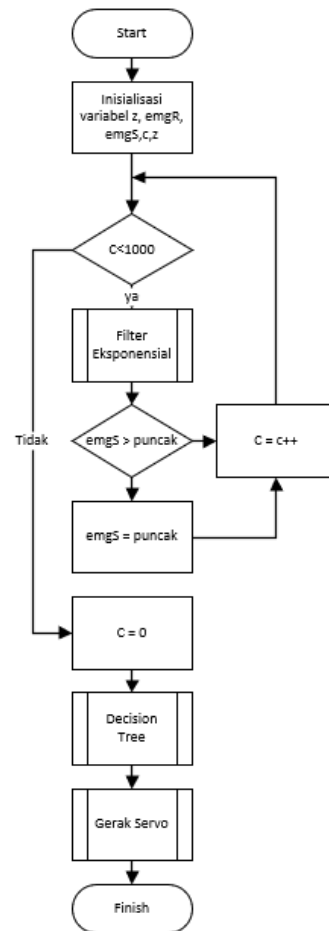 Start
Inisialisasi
variabel z, emgR,
emgS,c,z
C<1000
ya
Filter
Eksponensial
Tidak
emgS > puncak
C = c++
emgS = puncak
C = 0
Decision
Tree
Gerak Servo
Finish